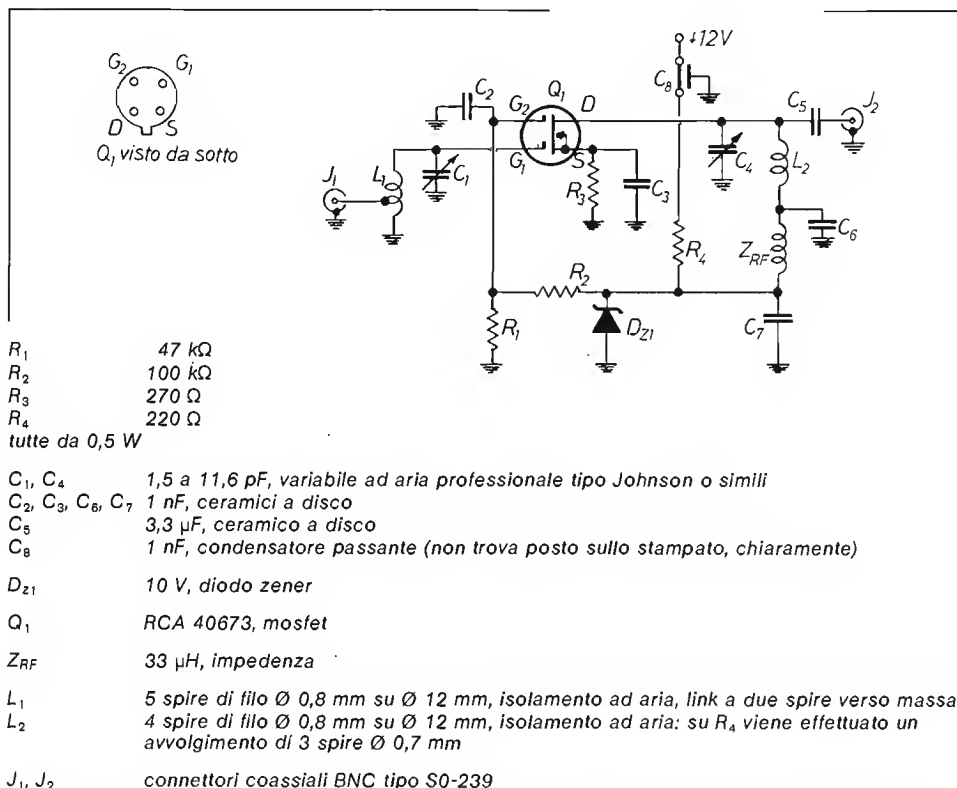 G2 G1
D S
Q1 visto da sotto
+12V
C8
C2
G2 Q1 D
G1 S
C5 J2
J1 L1 C1
R3 C3
C4 L2
C6
R4 ZRF
R2
R1 DZ1 C7
R1 47 kΩ
R2 100 kΩ
R3 270 Ω
R4 220 Ω
tutte da 0,5 W
C1, C4 1,5 a 11,6 pF, variabile ad aria professionale tipo Johnson o simili
C2, C3, C6, C7 1 nF, ceramici a disco
C5 3,3 µF, ceramico a disco
C8 1 nF, condensatore passante (non trova posto sullo stampato, chiaramente)
Dz1 10 V, diodo zener
Q1 RCA 40673, mosfet
ZRF 33 µH, impedenza
L1 5 spire di filo Ø 0,8 mm su Ø 12 mm, isolamento ad aria, link a due spire verso massa
L2 4 spire di filo Ø 0,8 mm su Ø 12 mm, isolamento ad aria: su R4 viene effettuato un
avvolgimento di 3 spire Ø 0,7 mm
J1, J2 connettori coassiali BNC tipo S0-239